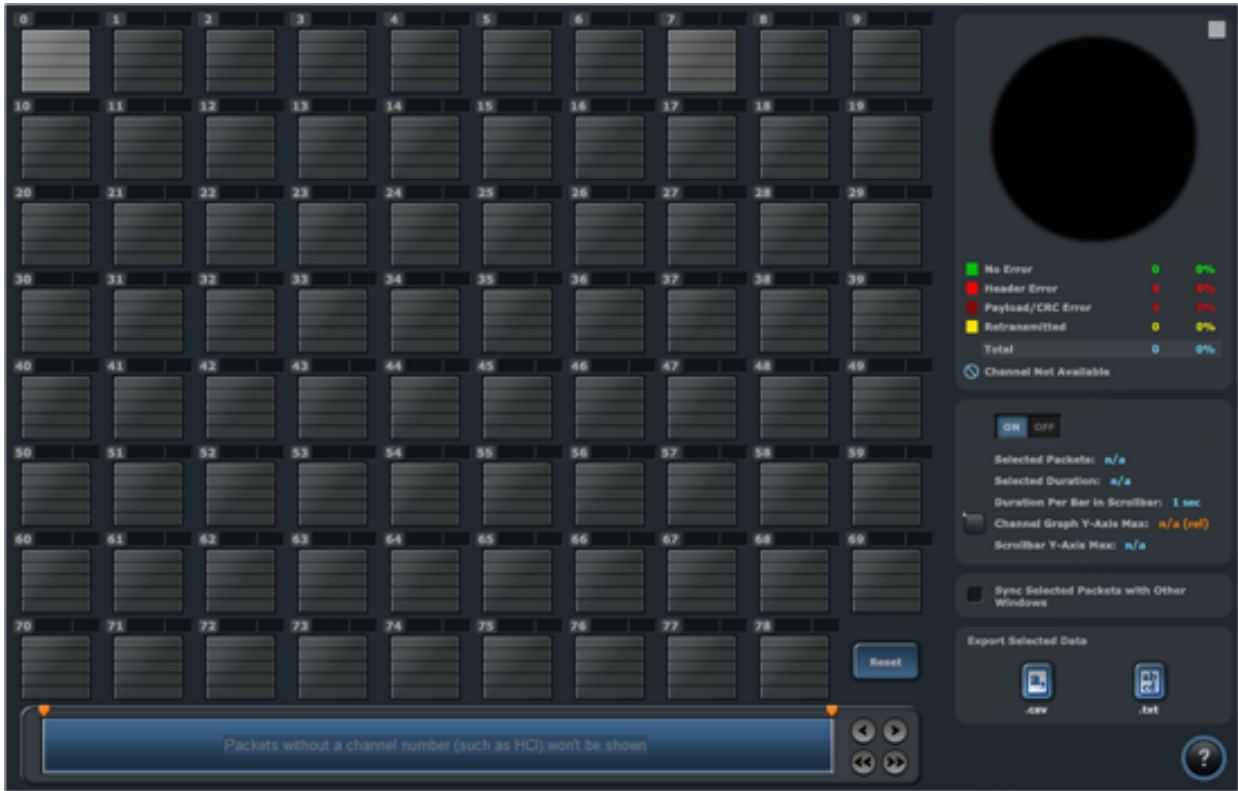 0 1 2 3 4 5 6 7 8 9
10 11 12 13 14 15 16 17 18 19
20 21 22 23 24 25 26 27 28 29
30 31 32 33 34 35 36 37 38 39
40 41 42 43 44 45 46 47 48 49
50 51 52 53 54 55 56 57 58 59
60 61 62 63 64 65 66 67 68 69
70 71 72 73 74 75 76 77 78
Reset
Packets without a channel number (such as HCI) won't be shown
No Error 0 0%
Header Error 0 0%
Payload/CRC Error 0 0%
Retransmitted 0 0%
Total 0 0%
Channel Not Available
ON OFF
Selected Packets: n/a
Selected Duration: n/a
Duration Per Bar in Scrollbar: 1 sec
Channel Graph Y-Axis Max: n/a (rel)
Scrollbar Y-Axis Max: n/a
Sync Selected Packets with Other
Windows
Export Selected Data
a, ab
cd
.csv .txt
?